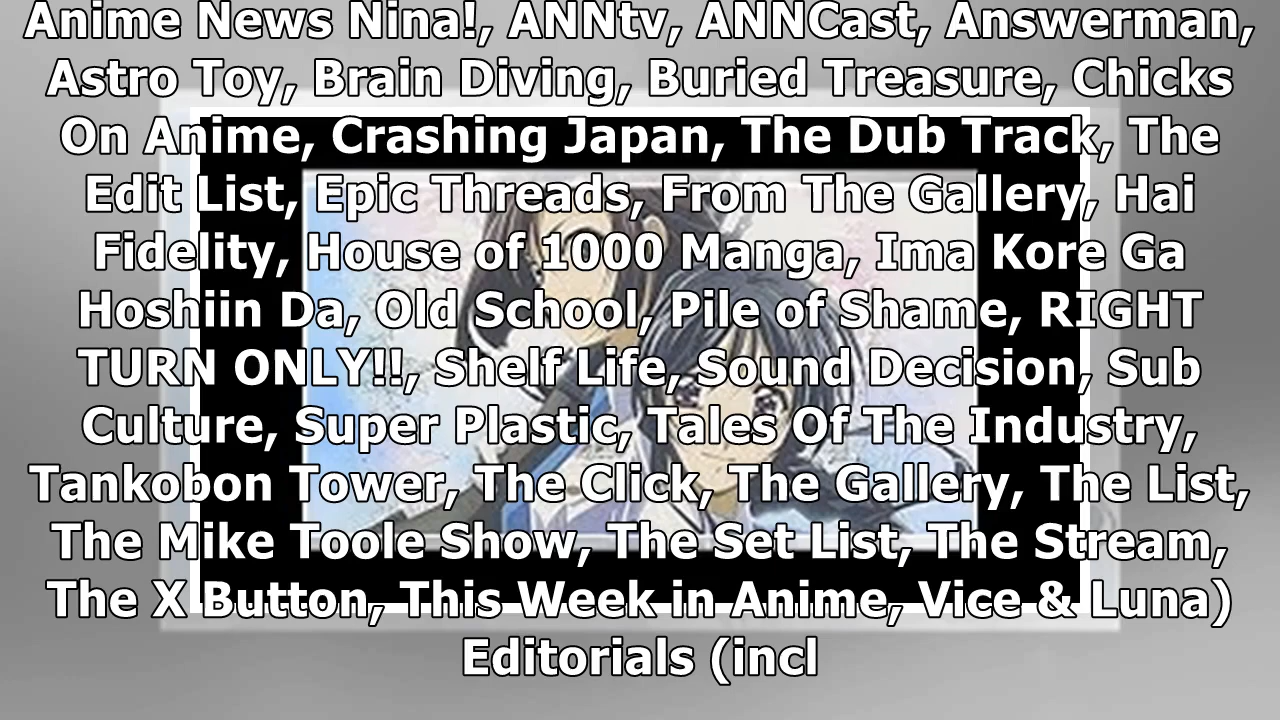 Anime News Nina!, ANNtv, ANNCast, Answerman,
Astro Toy, Brain Diving, Buried Treasure, Chicks
On Anime, Crashing Japan, The Dub Track, The
Edit List, Epic Threads, From The Gallery, Hai
Fidelity, House of 1000 Manga, Ima Kore Ga
Hoshiin Da, Old School, Pile of Shame, RIGHT
TURN ONLY!!, Shelf Life, Sound Decision, Sub
Culture, Super Plastic, Tales Of The Industry,
Tankobon Tower, The Click, The Gallery, The List,
The Mike Toole Show, The Set List, The Stream,
The X Button, This Week in Anime, Vice & Luna)
Editorials (incl